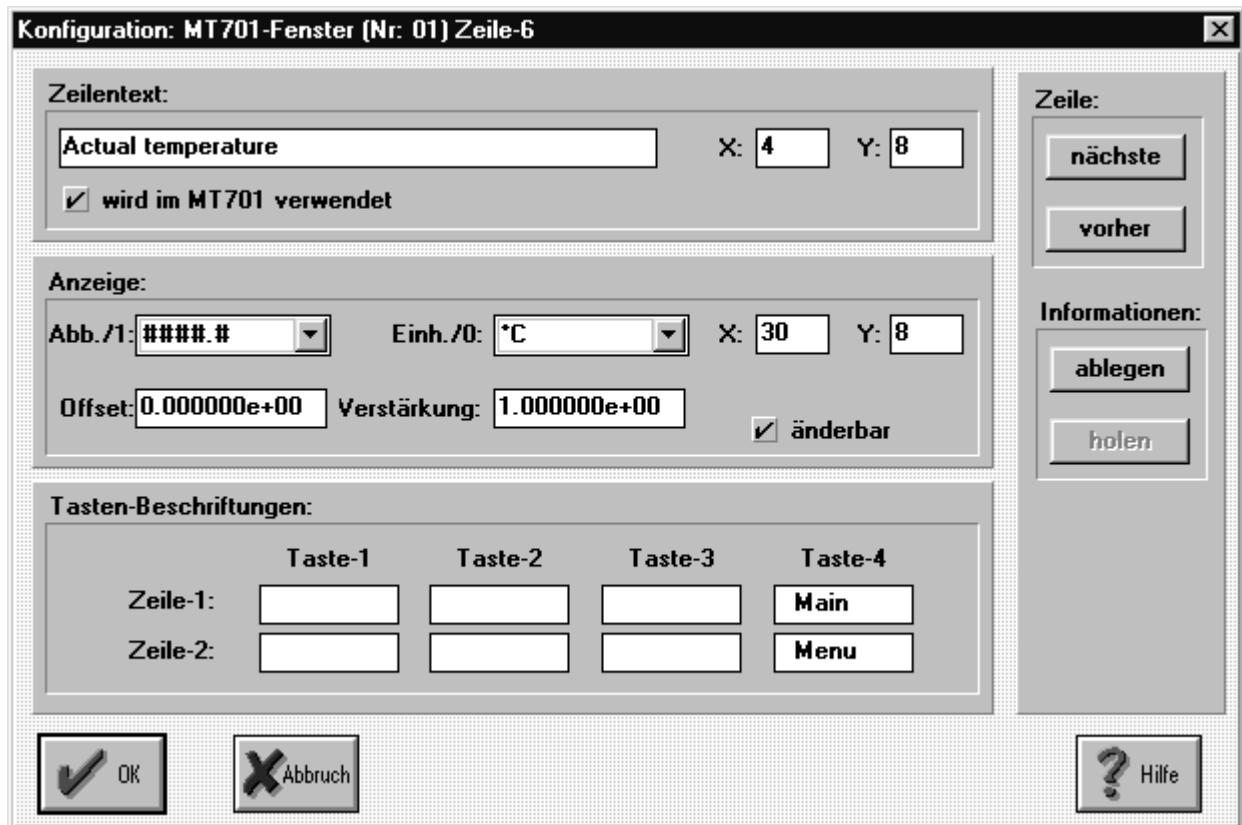 Konfiguration: MT701-Fenster (Nr: 01) Zeile-6
Zeilentext:
Actual temperature X: 4 Y: 8
wird im MT701 verwendet
Anzeige:
Abb./1: ####.# Einh./0: °C X: 30 Y: 8
Offset: 0.000000e+00 Verstärkung: 1.000000e+00 änderbar
Tasten-Beschriftungen:
Taste-1 Taste-2 Taste-3 Taste-4
Zeile-1: Main
Zeile-2: Menu
Zeile:
nächste
vorher
Informationen:
ablegen
holen
OK Abbruch Hilfe